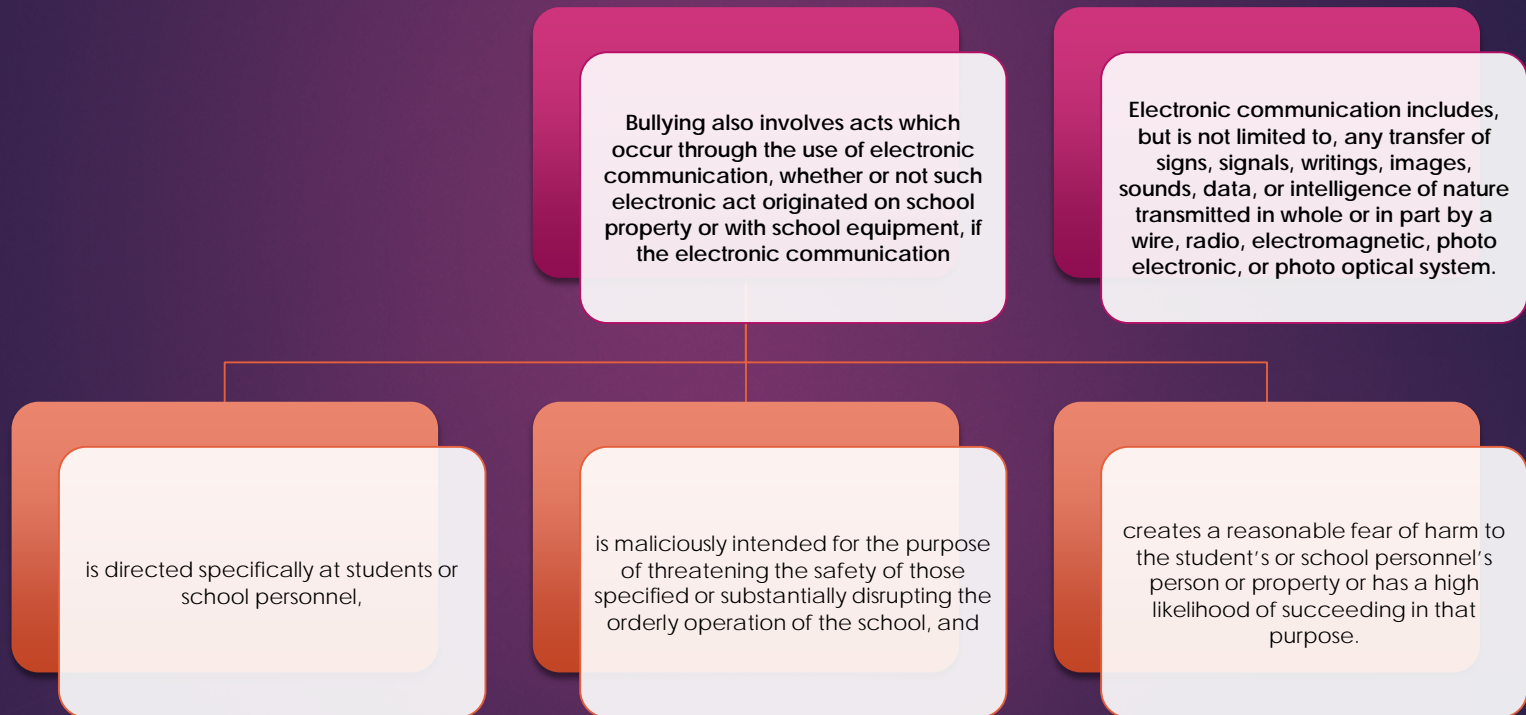 Bullying also involves acts which
occur through the use of electronic
communication, whether or not such
electronic act originated on school
property or with school equipment, if
the electronic communication
Electronic communication includes,
but is not limited to, any transfer of
signs, signals, writings, images,
sounds, data, or intelligence of nature
transmitted in whole or in part by a
wire, radio, electromagnetic, photo
electronic, or photo optical system.
is directed specifically at students or
school personnel,
is maliciously intended for the purpose
of threatening the safety of those
specified or substantially disrupting the
orderly operation of the school, and
creates a reasonable fear of harm to
the student’s or school personnel’s
person or property or has a high
likelihood of succeeding in that
purpose.